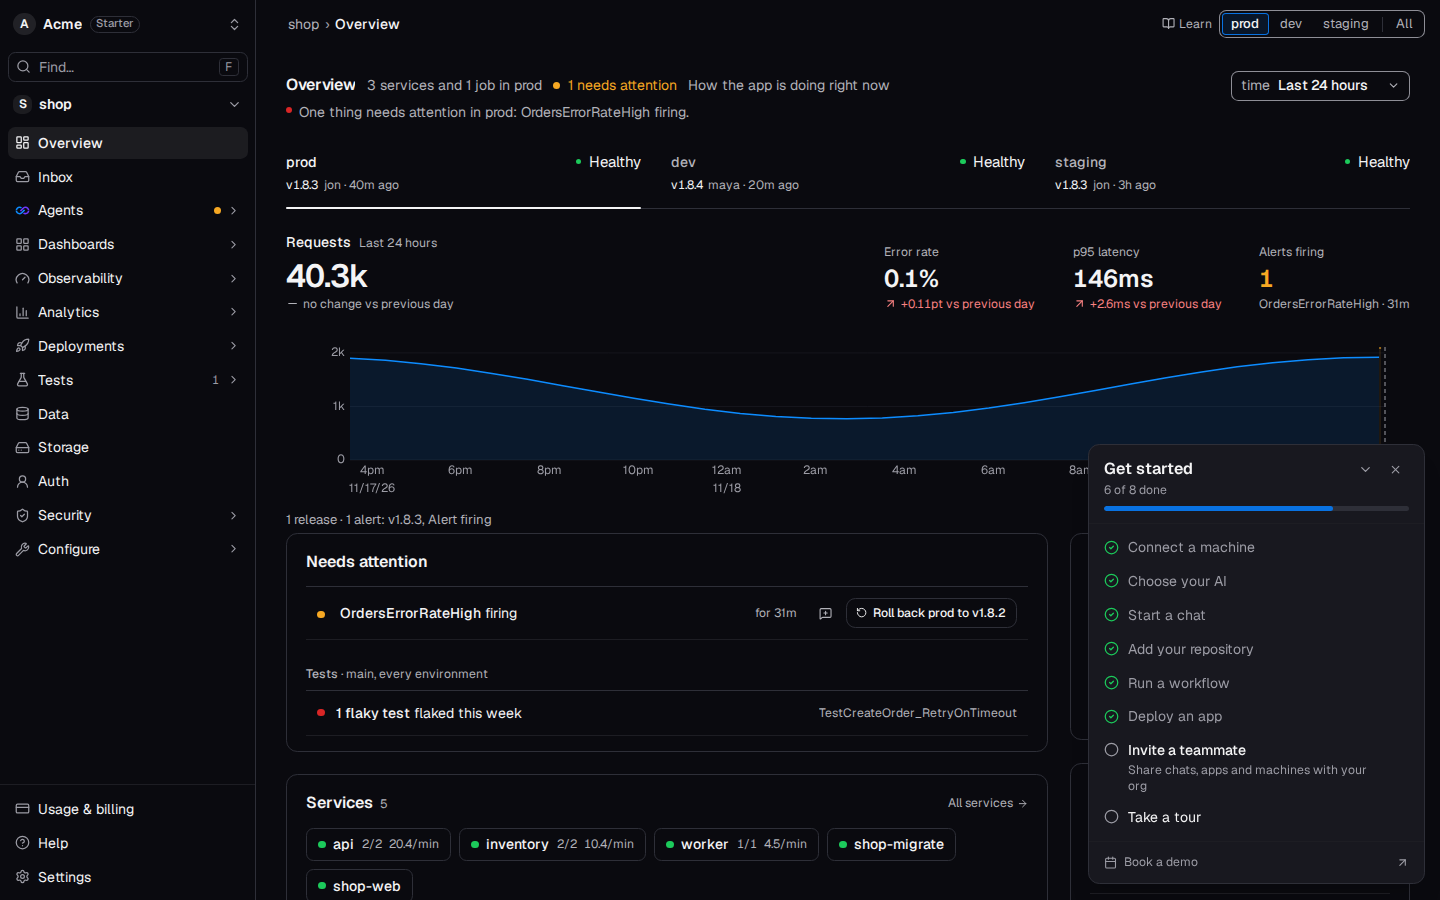 A Acme Starter
Find... F
S shop
Overview
Inbox
Agents
Dashboards
Observability
Analytics
Deployments
Tests 1
Data
Storage
Auth
Security
Configure
Usage & billing
Help
Settings
shop › Overview
Learn prod dev staging All
Overview 3 services and 1 job in prod 1 needs attention How the app is doing right now
time Last 24 hours
One thing needs attention in prod: OrdersErrorRateHigh firing.
prod Healthy
v1.8.3 jon · 40m ago
dev Healthy
v1.8.4 maya · 20m ago
staging Healthy
v1.8.3 jon · 3h ago
Requests Last 24 hours
40.3k
— no change vs previous day
Error rate
0.1%
+0.11pt vs previous day
p95 latency
146ms
+2.6ms vs previous day
Alerts firing
1
OrdersErrorRateHigh · 31m
2k
1k
0
4pm 6pm 8pm 10pm 12am 2am 4am 6am 8am
11/17/26 11/18
1 release · 1 alert: v1.8.3, Alert firing
Needs attention
OrdersErrorRateHigh firing for 31m Roll back prod to v1.8.2
Tests · main, every environment
1 flaky test flaked this week TestCreateOrder_RetryOnTimeout
Services 5 All services →
api 2/2 20.4/min inventory 2/2 10.4/min worker 1/1 4.5/min shop-migrate
shop-web
Get started
6 of 8 done
Connect a machine
Choose your AI
Start a chat
Add your repository
Run a workflow
Deploy an app
Invite a teammate
Share chats, apps and machines with your
org
Take a tour
Book a demo